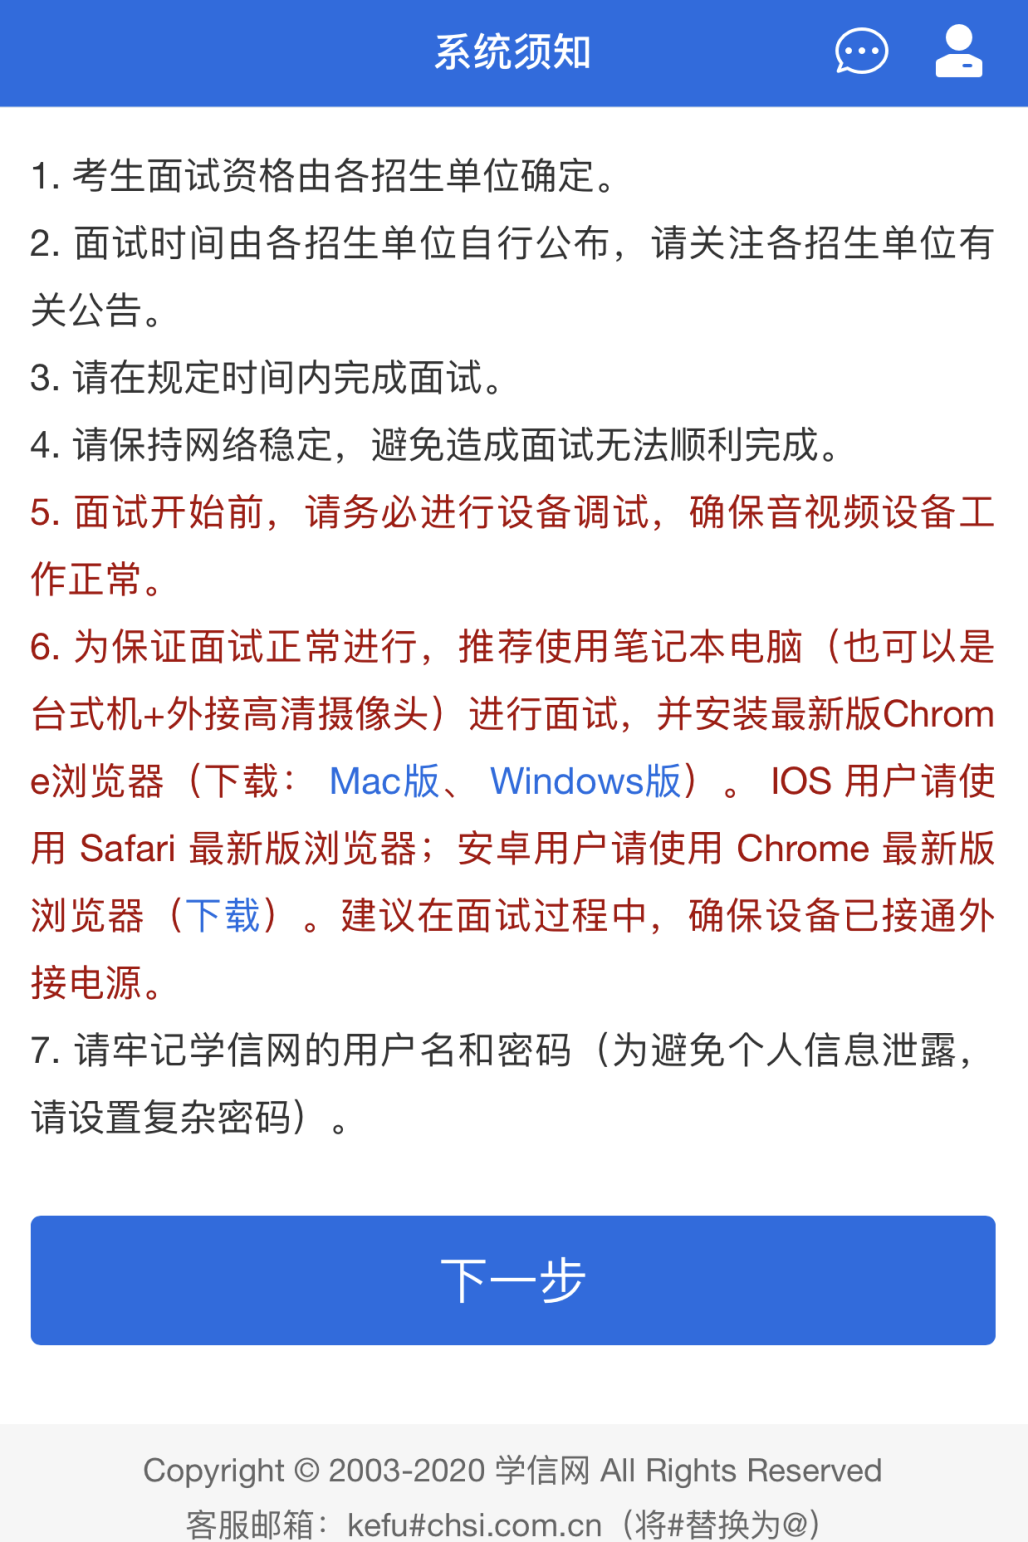 系统须知
1. 考生面试资格由各招生单位确定。
2. 面试时间由各招生单位自行公布，请关注各招生单位有
关公告。
3. 请在规定时间内完成面试。
4. 请保持网络稳定，避免造成面试无法顺利完成。
5. 面试开始前，请务必进行设备调试，确保音视频设备工
作正常。
6. 为保证面试正常进行，推荐使用笔记本电脑（也可以是
台式机+外接高清摄像头）进行面试，并安装最新版Chrom
e浏览器（下载： Mac版、 Windows版）。 IOS 用户请使
用 Safari 最新版浏览器；安卓用户请使用 Chrome 最新版
浏览器（下载）。建议在面试过程中，确保设备已接通外
接电源。
7. 请牢记学信网的用户名和密码（为避免个人信息泄露，
请设置复杂密码）。
下一步
Copyright © 2003-2020 学信网 All Rights Reserved
客服邮箱：kefu#chsi.com.cn（将#替换为@）